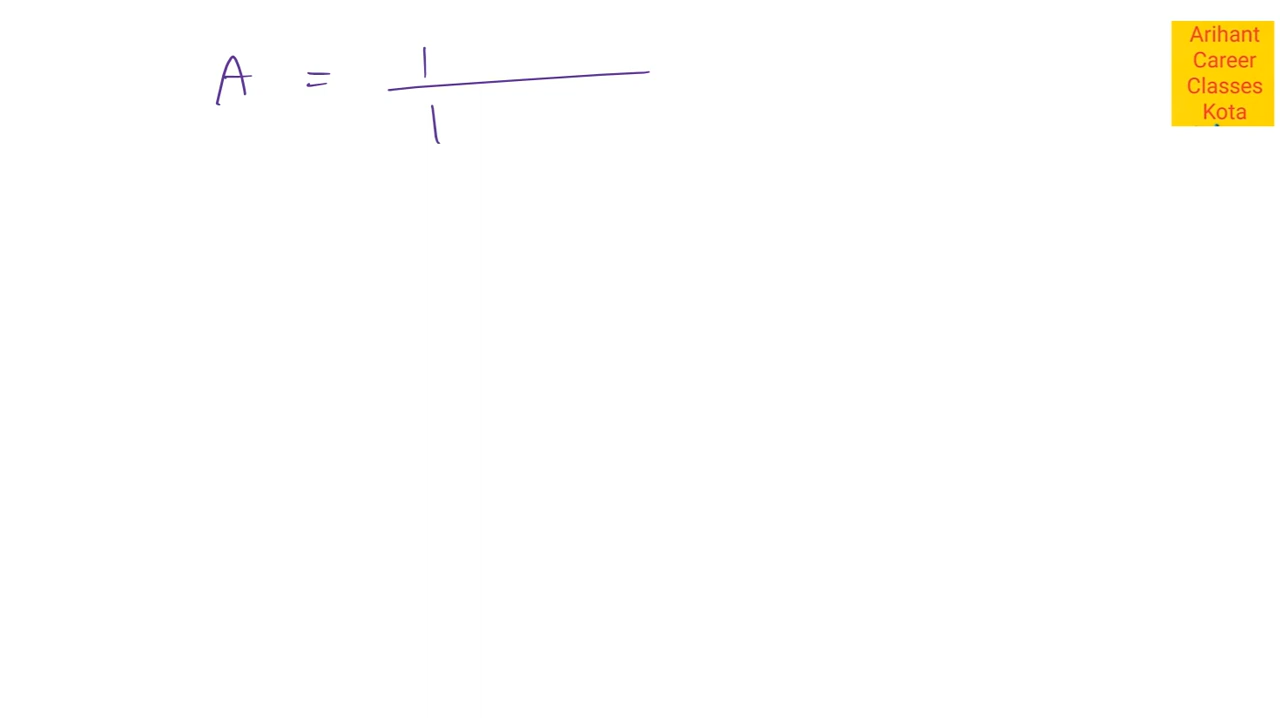 A = 1
1
Arihant
Career
Classes
Kota